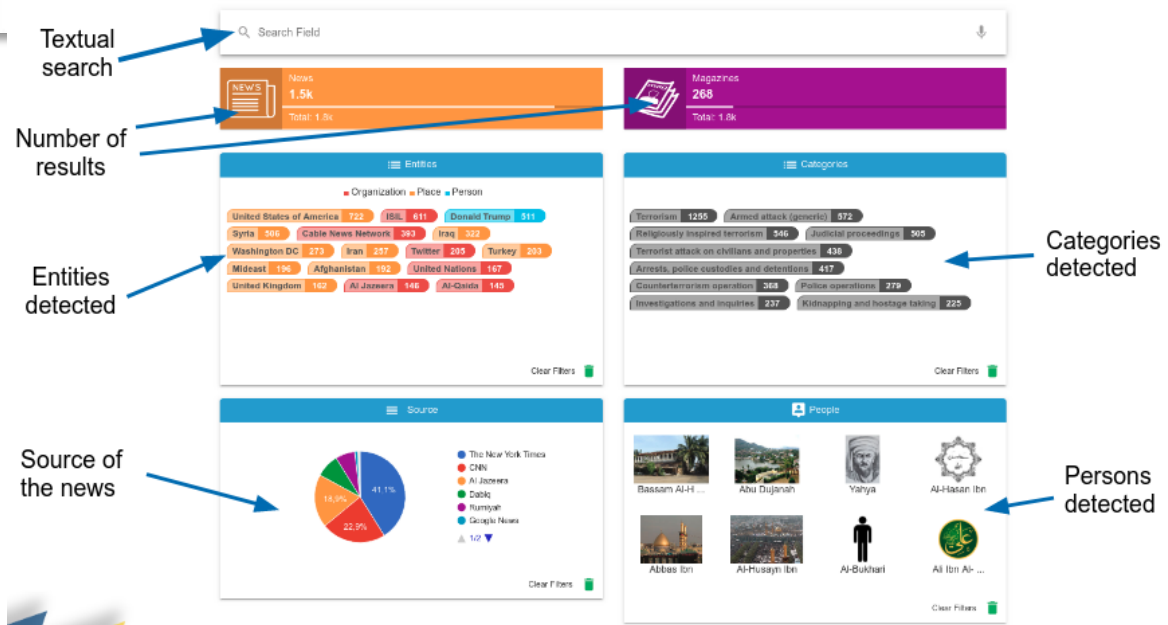 Textual
search
Search Field
News
1.5k
Total: 1.8k
NEWS
Magazines
268
Total: 1.8k
Number of
results
Entities
Organization Place Person
United States of America 722 ISIL 611 Donald Trump 511
Syria 506 Cable News Network 393 Iraq 322
Washington DC 273 Iran 257 Twitter 205 Turkey 203
Mideast 196 Afghanistan 192 United Nations 167
United Kingdom 162 Al Jazeera 146 Al-Qaida 145
Clear Filters
Entities
detected
Categories
Terrorism 1255 Armed attack (generic) 572
Religiously inspired terrorism 546 Judicial proceedings 505
Terrorist attack on civilians and properties 438
Arrests, police custodies and detentions 417
Counterterrorism operation 368 Police operations 279
Investigations and inquiries 237 Kidnapping and hostage taking 225
Clear Filters
Categories
detected
Source
41,1%
18,9%
22,9%
The New York Times
CNN
Al Jazeera
Dabiq
Rumiyah
Google News
1/2
Clear Filters
Source of
the news
People
Bassam Al-H ...
Abu Dujanah
Yahya
Al-Hasan Ibn
Abbas Ibn
Al-Husayn Ibn
Al-Bukhari
Ali Ibn Al- ...
Clear Filters
Persons
detected